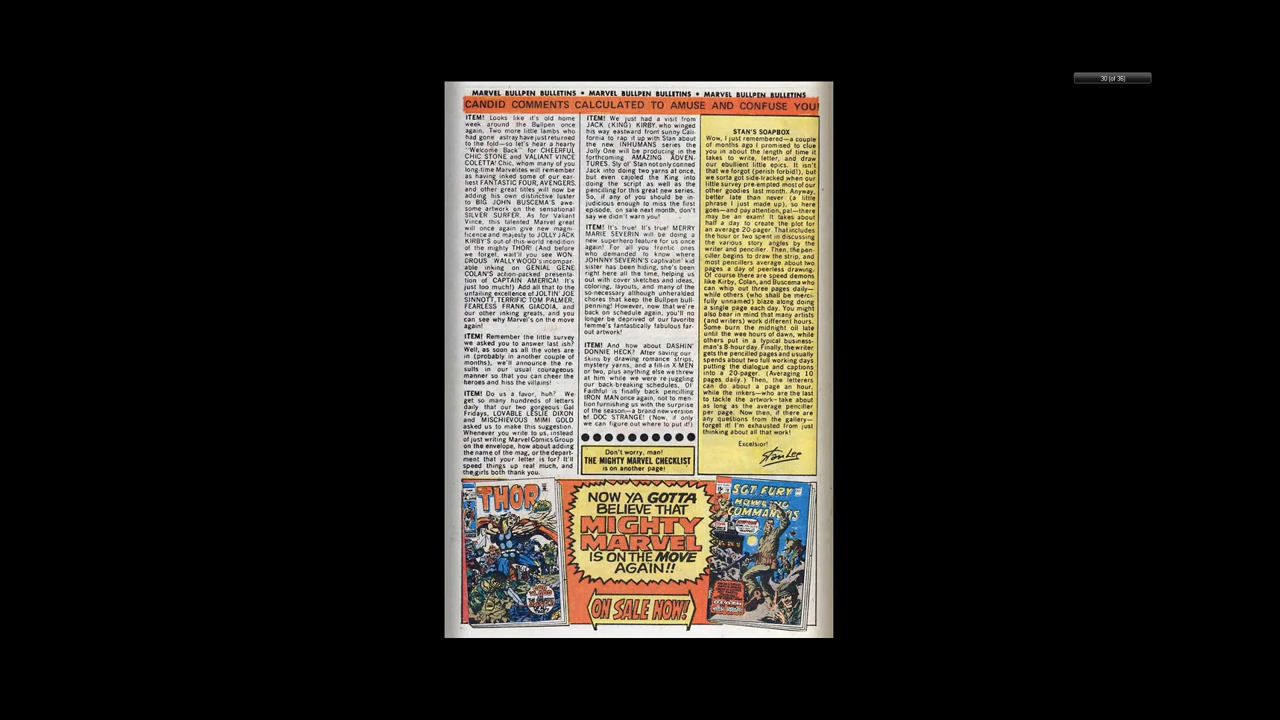 30 (of 36)
MARVEL BULLPEN BULLETINS • MARVEL BULLPEN BULLETINS • MARVEL BULLPEN BULLETINS
CANDID COMMENTS CALCULATED TO AMUSE AND CONFUSE YOU!
ITEM! Looks like it's old home
week around the Bullpen once
again. Two more little lambs who
had gone astray have just returned
to the fold—so let's hear a hearty
"Welcome Back" for CHEERFUL
CHIC STONE and VALIANT VINCE
COLETTA! Chic, whom many of you
long-time Marvelites will remember
as having inked some of our ear-
liest FANTASTIC FOUR, AVENGERS,
and other great titles will now be
adding his own distinctive luster
to BIG JOHN BUSCEMA'S awe-
some artwork on the sensational
SILVER SURFER. As for Valiant
Vince, this talented Marvel great
will once again give new magni-
ficence and majesty to JOLLY JACK
KIRBY'S out-of-this-world rendition
of the mighty THOR! (And before
we forget, wait'll you see WON-
DROUS WALLY WOOD'S incompar-
able inking on GENIAL GENE
COLAN'S action-packed presenta-
tion of CAPTAIN AMERICA! It's
just too much!) Add all that to the
unfailing excellence of JOLTIN' JOE
SINNOTT, TERRIFIC TOM PALMER,
FEARLESS FRANK GIACOIA, and
our other inking greats, and you
can see why Marvel's on the move
again!
ITEM! Remember the little survey
we asked you to answer last ish?
Well, as soon as all the votes are
in (probably in another couple of
months), we'll announce the re-
sults in our usual courageous
manner so that you can cheer the
heroes and hiss the villains!
ITEM! Do us a favor, huh? We
get so many hundreds of letters
daily that our two gorgeous Gal
Fridays, LOVABLE LESLIE DIXON
and MISCHIEVOUS MIMI GOLD
asked us to make this suggestion.
Whenever you write to us, instead
of just writing Marvel Comics Group
on the envelope, how about adding
the name of the mag, or the depart-
ment that your letter is for? It'll
speed things up real much, and
the girls both thank you.
ITEM! We just had a visit from
JACK (KING) KIRBY, who winged
his way eastward from sunny Cali-
fornia to rap it up with Stan about
the new INHUMANS series the
Jolly One will be producing in the
forthcoming AMAZING ADVEN-
TURES. Sly ol' Stan not only conned
Jack into doing two yarns at once,
but even cajoled the King into
doing the script as well as the
pencilling for this great new series.
So, if any of you should be in-
judicious enough to miss the first
episode, on sale next month, don't
say we didn't warn you!
ITEM! It's true! It's true! MERRY
MARIE SEVERIN will be doing a
new superhero feature for us once
again! For all you frantic ones
who demanded to know where
JOHNNY SEVERIN'S captivatin' kid
sister has been hiding, she's been
right here all the time, helping us
out with cover sketches and ideas,
coloring, layouts, and many of the
so-necessary although unheralded
chores that keep the Bullpen bull-
penning! However, now that we're
back on schedule again, you'll no
longer be deprived of our favorite
femme's fantastically fabulous far-
out artwork!
ITEM! And how about DASHIN'
DONNIE HECK? After saving our
skins by drawing romance strips,
mystery yarns, and a fill-in X-MEN
or two, plus anything else we threw
at him while we were re-juggling
our back-breaking schedules, Ol'
Faithful is finally back pencilling
IRON MAN once again, not to men-
tion furnishing us with the surprise
of the season—a brand new version
of DOC STRANGE! (Now, if only
we can figure out where to put it!)
Don't worry, man!
THE MIGHTY MARVEL CHECKLIST
is on another page!
STAN'S SOAPBOX
Wow, I just remembered—a couple
of months ago I promised to clue
you in about the length of time it
takes to write, letter, and draw
our ebullient little epics. It isn't
that we forgot (perish forbid!), but
we sorta got side-tracked when our
little survey pre-empted most of our
other goodies last month. Anyway,
better late than never (a little
phrase I just made up), so here
goes—and pay attention, pal—there
may be an exam! It takes about
half a day to create the plot for
an average 20-pager. That includes
the hour or two spent in discussing
the various story angles by the
writer and penciller. Then, the pen-
ciller begins to draw the strip, and
most pencillers average about two
pages a day of peerless drawing.
Of course there are speed demons
like Kirby, Colan, and Buscema who
can whip out three pages daily—
while others (who shall be merci-
fully unnamed) blaze along doing
a single page each day. You might
also bear in mind that many artists
(and writers) work different hours.
Some burn the midnight oil late
until the wee hours of dawn, while
others put in a typical business-
man's 8-hour day. Finally, the writer
gets the pencilled pages and usually
spends about two full working days
putting the dialogue and captions
into a 20-pager. (Averaging 10
pages daily.) Then, the letterers
can do about a page an hour,
while the inkers—who are the last
to tackle the artwork— take about
as long as the average penciller
per page. Now then, if there are
any questions from the gallery—
forget it! I'm exhausted from just
thinking about all that work!
Excelsior!
Stan Lee
THOR
NOW YA GOTTA
BELIEVE THAT
MIGHTY
MARVEL
IS ON THE MOVE
AGAIN!!
ON SALE NOW!
SGT. FURY
HOWLING
COMMANDOS